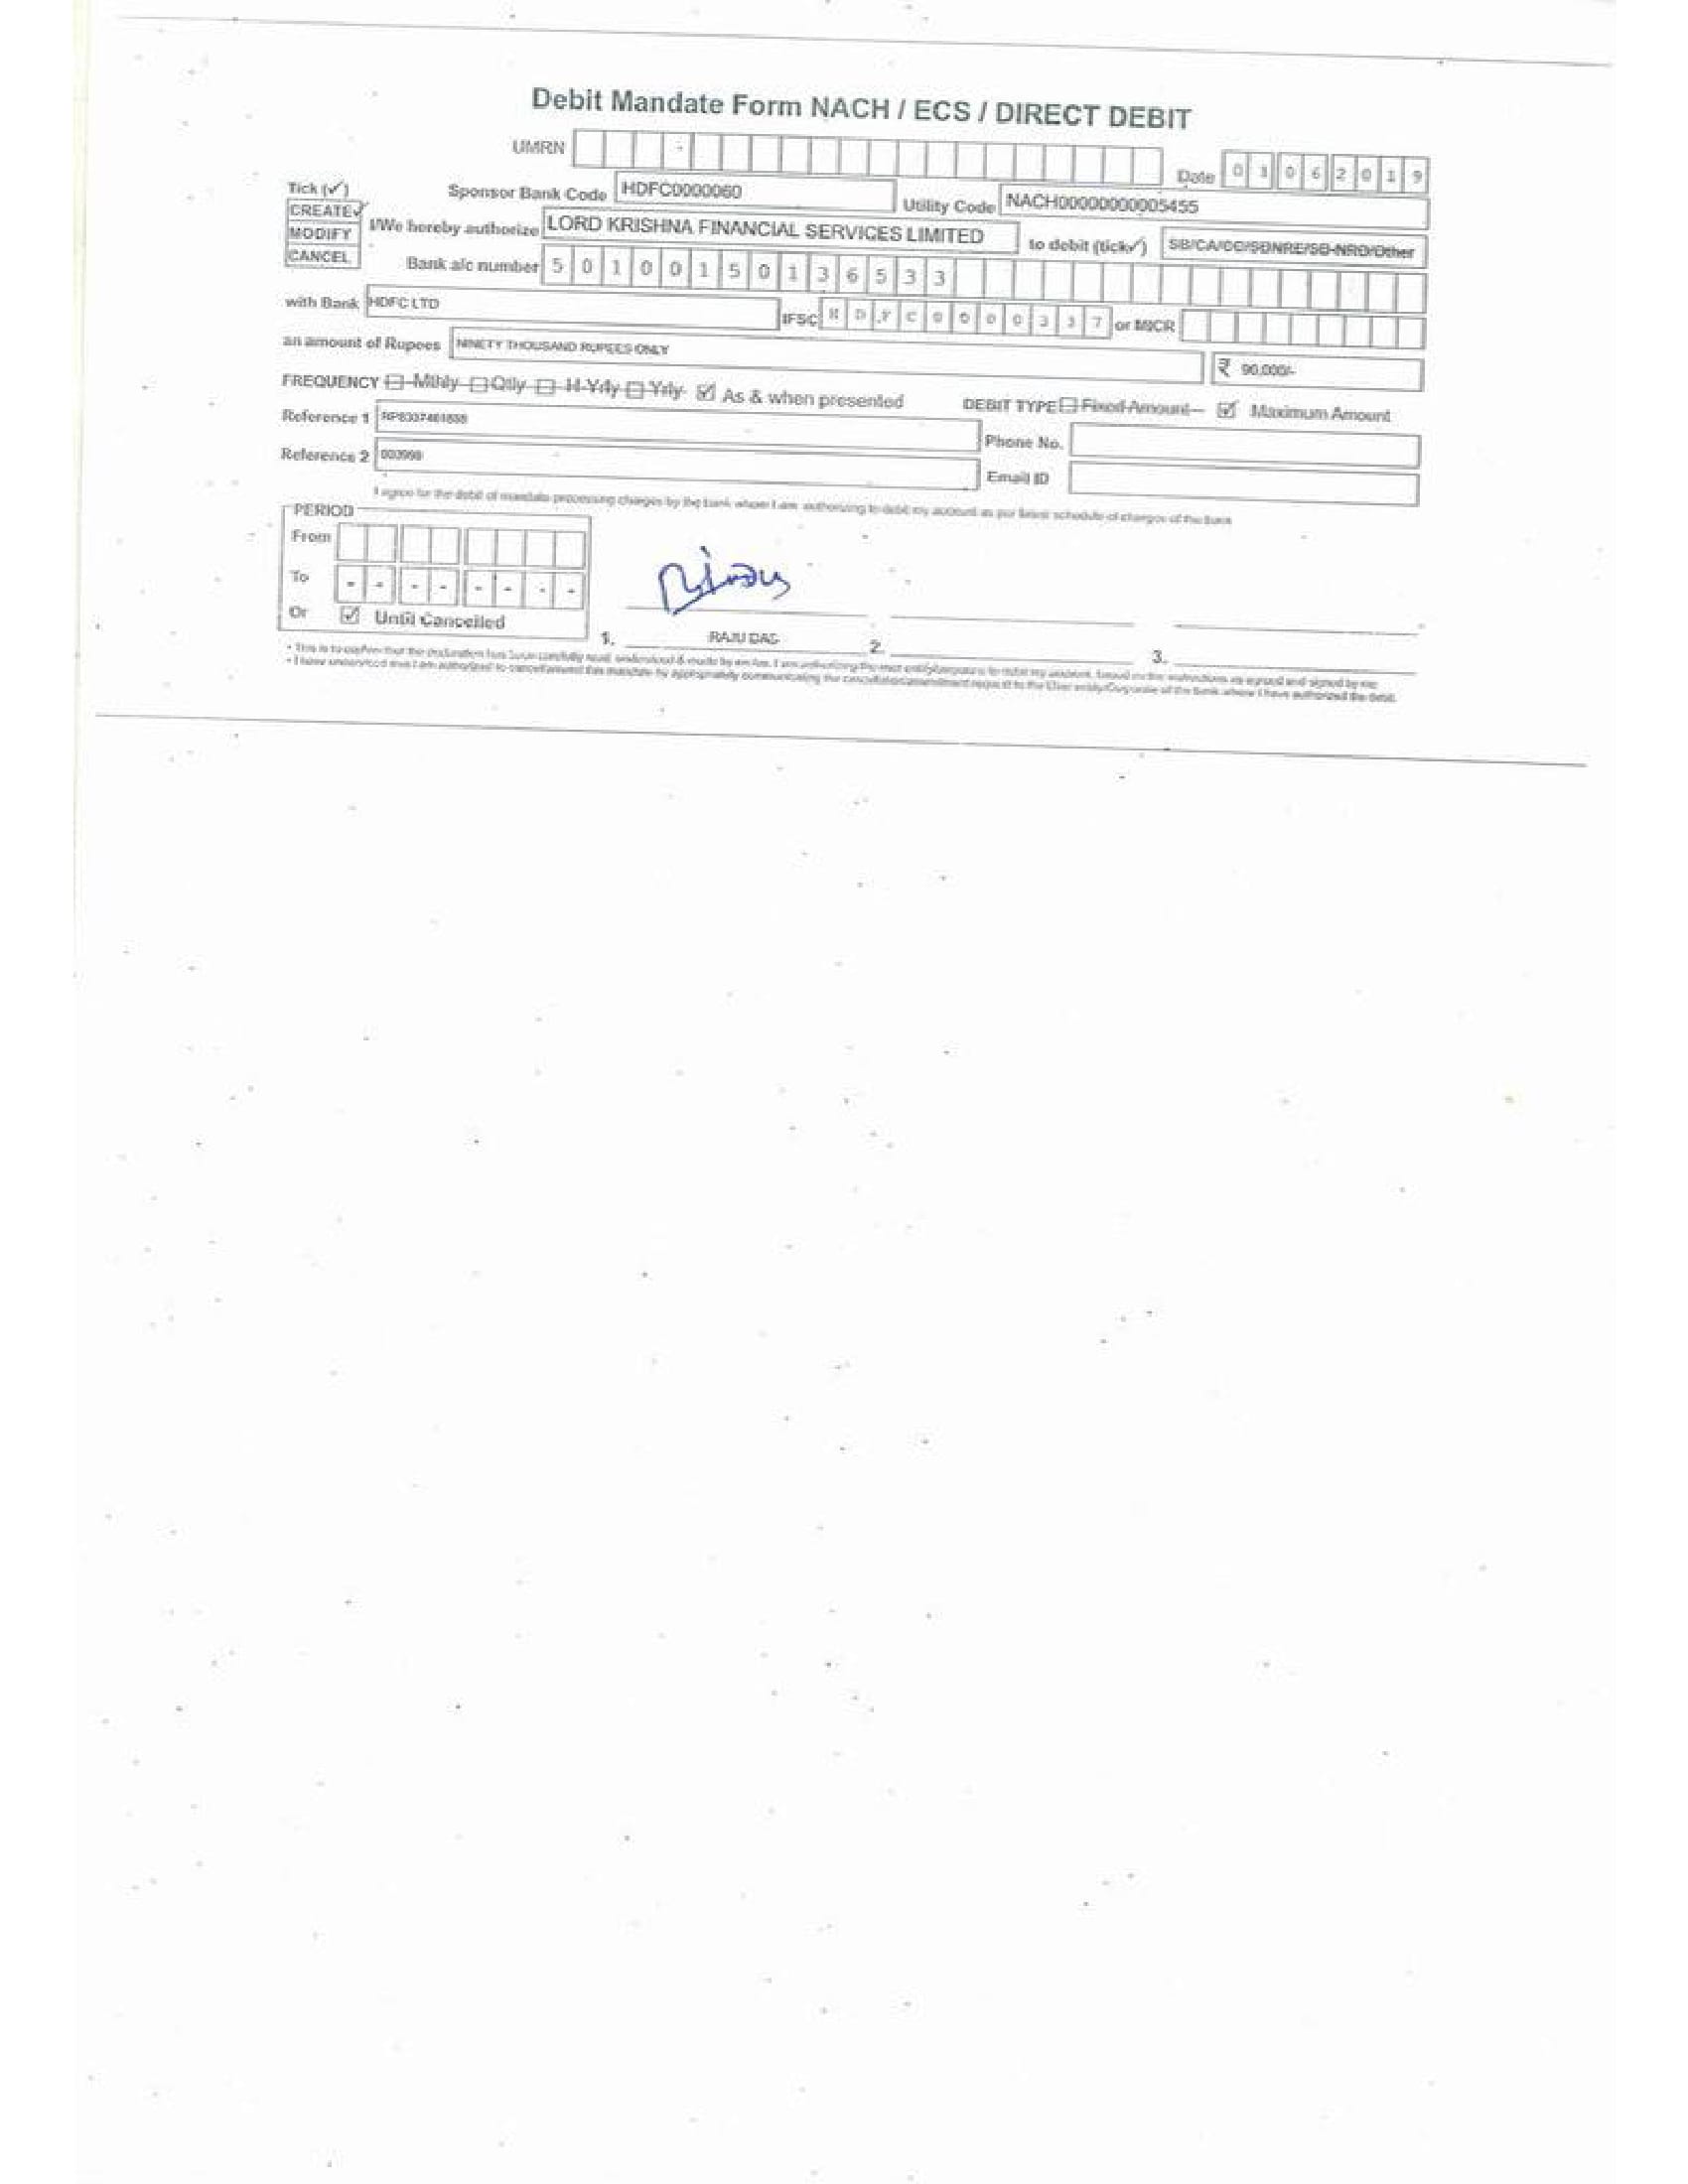 Debit Mandate Form NACH / ECS / DIRECT DEBIT
UMRN
Date 0 3 0 6 2 0 1 9
Tick (✓)
Sponsor Bank Code HDFC0000060 Utility Code NACH00000000005455
CREATE ✓
MODIFY
CANCEL
I/We hereby authorize LORD KRISHNA FINANCIAL SERVICES LIMITED to debit (tick✓) SB/CA/CC/SBNRE/SB-NRO/Other
Bank a/c number 5 0 1 0 0 1 5 0 1 3 6 5 3 3
with Bank HDFC LTD IFSC H D F C 0 0 0 0 3 3 7 or MICR
an amount of Rupees NINETY THOUSAND RUPEES ONLY ₹ 90,000/-
FREQUENCY Mthly Qtly H-Yrly Yrly As & when presented DEBIT TYPE Fixed Amount Maximum Amount
Reference 1 Phone No.
Reference 2 Email ID
I agree for the debit of mandate processing charges by the bank whom I am authorizing to debit my account as per latest schedule of charges of the bank
PERIOD
From
To - - - - - - - -
Or Until Cancelled
1. RAJU DAS 2. 3.
• This is to confirm that the declaration has been carefully read, understood & made by me/us. I am authorizing the user entity/corporate to debit my account, based on the instructions as agreed and signed by me
• I have understood that I am authorized to cancel/amend this mandate by appropriately communicating the cancellation/amendment request to the User entity/Corporate or the bank where I have authorized the debit.